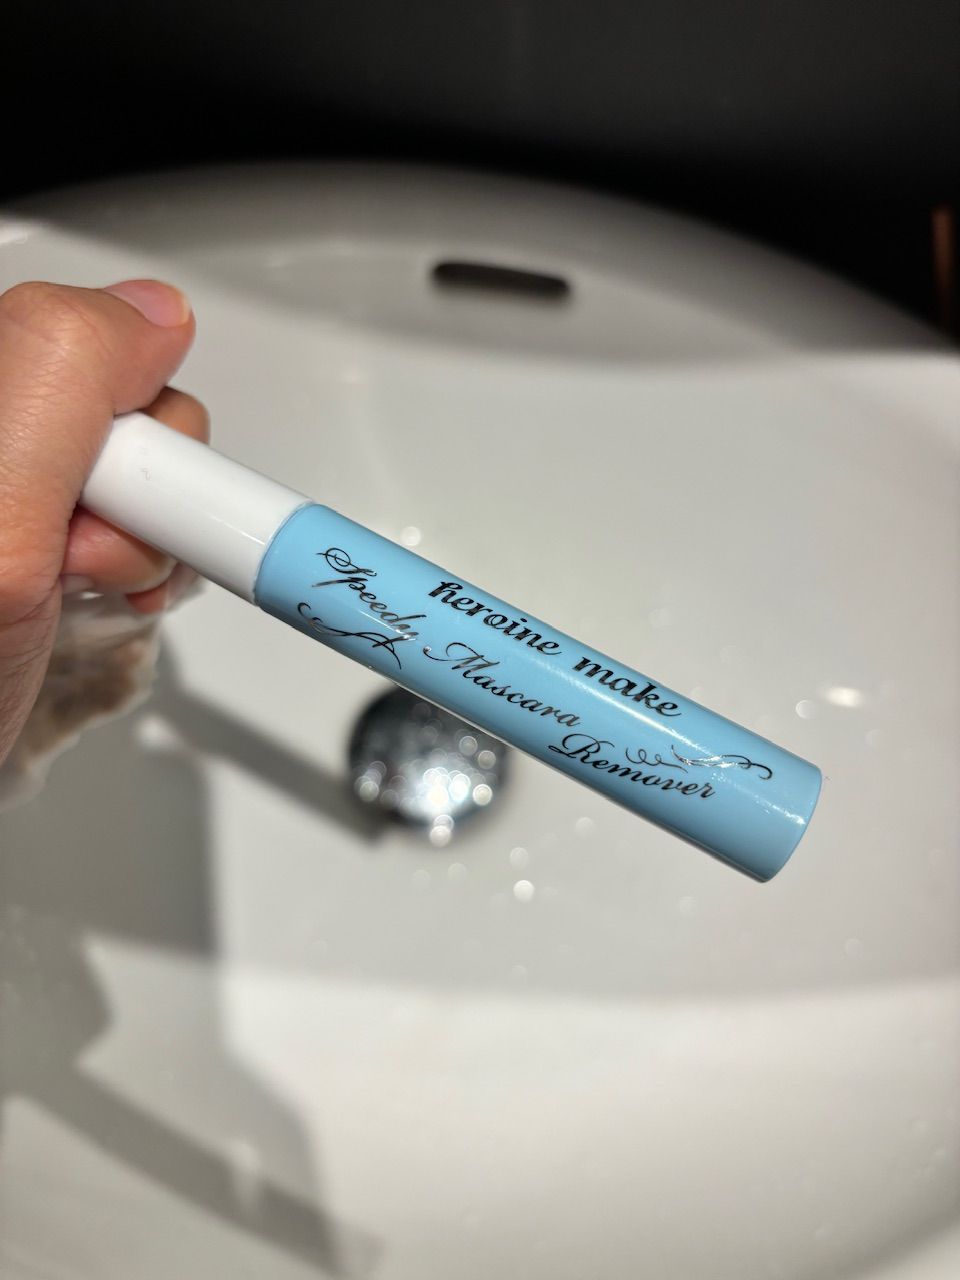 heroine make
Speedy
Mascara
Remover